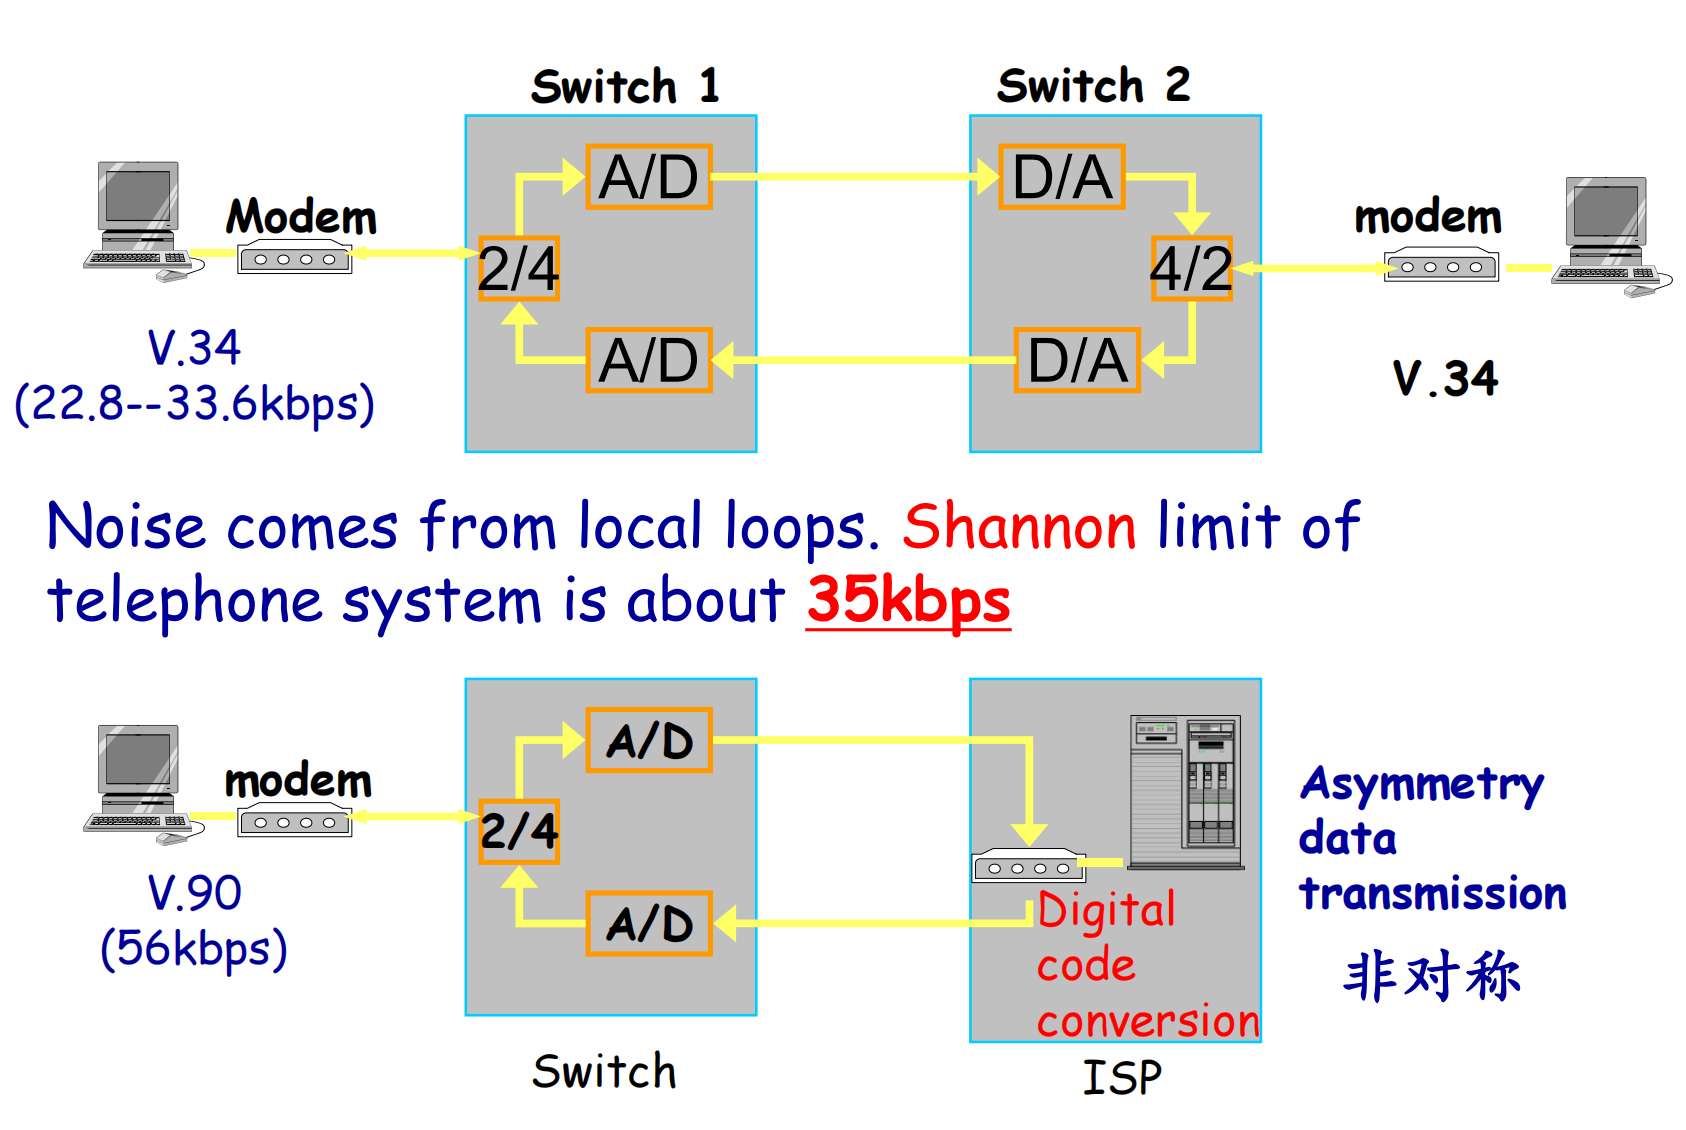 Switch 1
Switch 2
A/D
D/A
Modem
modem
2/4
4/2
A/D
D/A
V.34
(22.8--33.6kbps)
V.34
Noise comes from local loops. Shannon limit of
telephone system is about 35kbps
A/D
modem
2/4
A/D
V.90
(56kbps)
Digital
code
conversion
Asymmetry
data
transmission
非对称
Switch
ISP